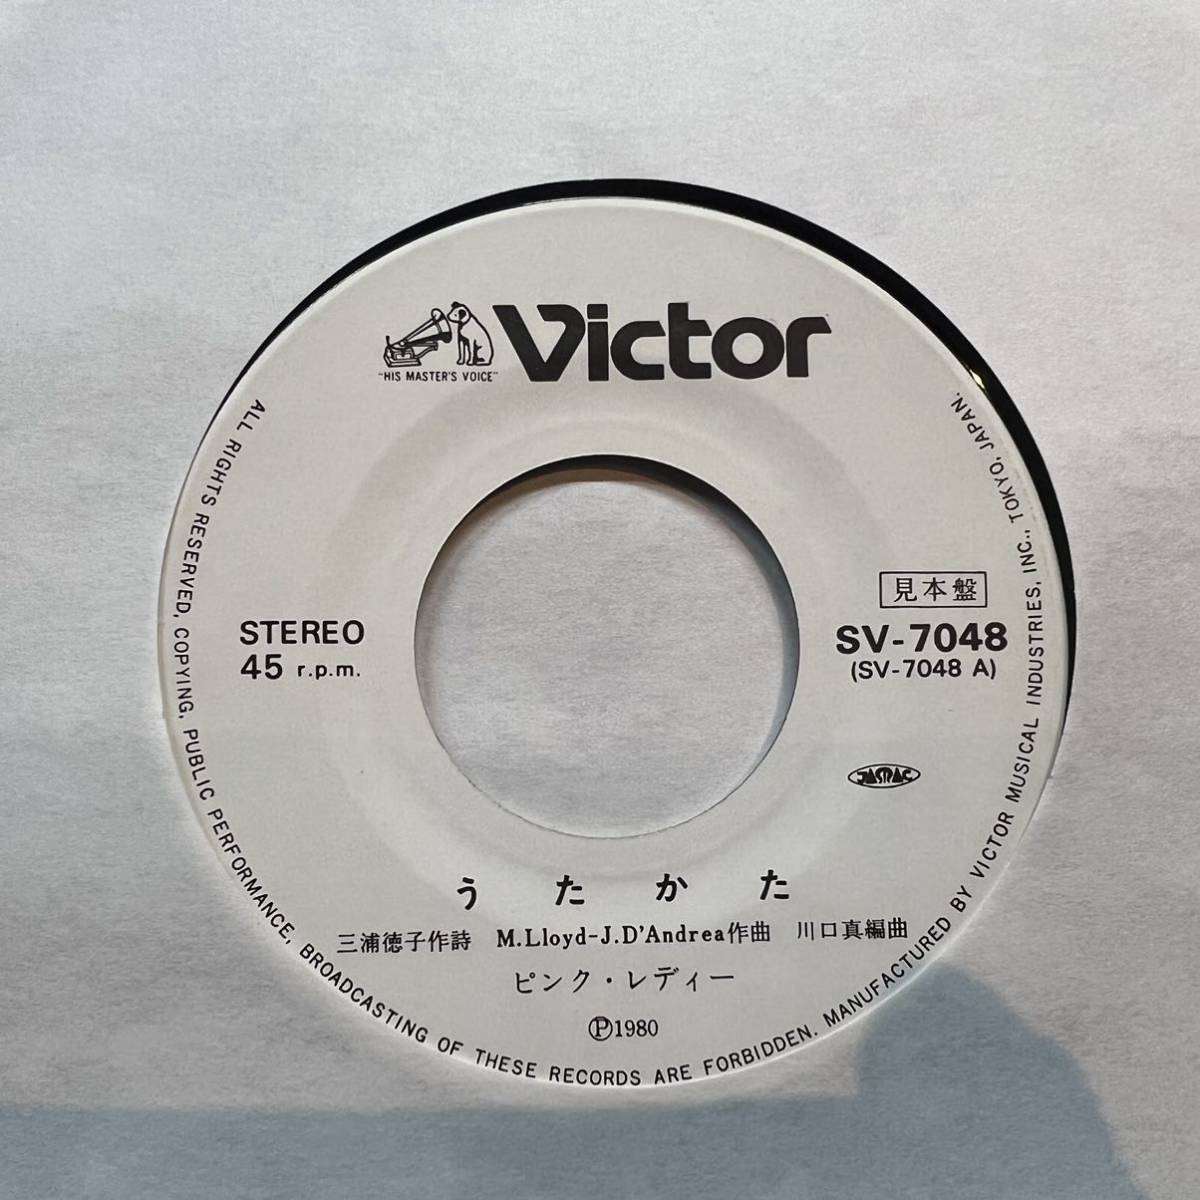 Victor
"HIS MASTER'S VOICE"
STEREO
45 r.p.m.
見本盤
SV-7048
(SV-7048 A)
JASRAC
うたかた
三浦徳子作詩 M.Lloyd-J.D'Andrea作曲 川口真編曲
ピンク・レディー
Ⓟ1980
ALL RIGHTS RESERVED, COPYING, PUBLIC PERFORMANCE, BROADCASTING OF THESE RECORDS ARE FORBIDDEN. MANUFACTURED BY VICTOR MUSICAL INDUSTRIES, INC., TOKYO, JAPAN.